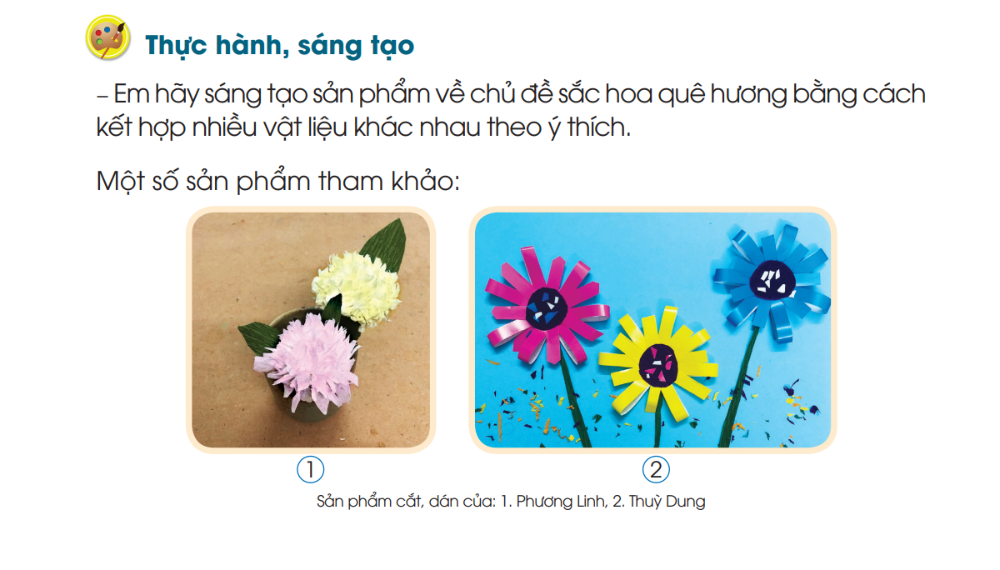 Thực hành, sáng tạo
– Em hãy sáng tạo sản phẩm về chủ đề sắc hoa quê hương bằng cách
kết hợp nhiều vật liệu khác nhau theo ý thích.
Một số sản phẩm tham khảo:
1
2
Sản phẩm cắt, dán của: 1. Phương Linh, 2. Thuỳ Dung